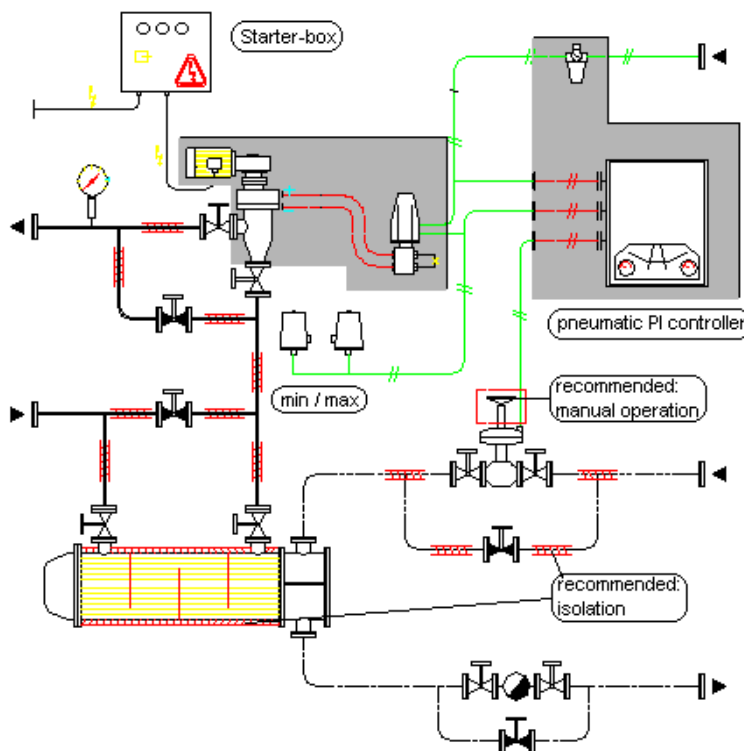 Starter-box
pneumatic PI controller
min / max
recommended:
manual operation
recommended:
isolation